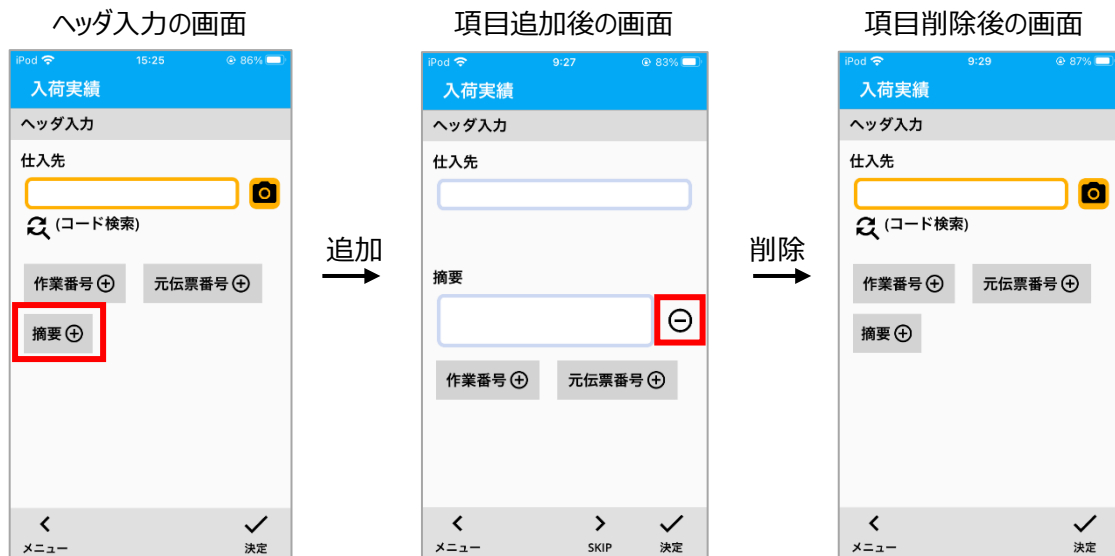 ヘッダ入力の画面
iPod 15:25 86%
入荷実績
ヘッダ入力
仕入先
(コード検索)
作業番号 元伝票番号
摘要
メニュー 決定
追加
項目追加後の画面
iPod 9:27 83%
入荷実績
ヘッダ入力
仕入先
摘要
作業番号 元伝票番号
メニュー SKIP 決定
削除
項目削除後の画面
iPod 9:29 87%
入荷実績
ヘッダ入力
仕入先
(コード検索)
作業番号 元伝票番号
摘要
メニュー 決定